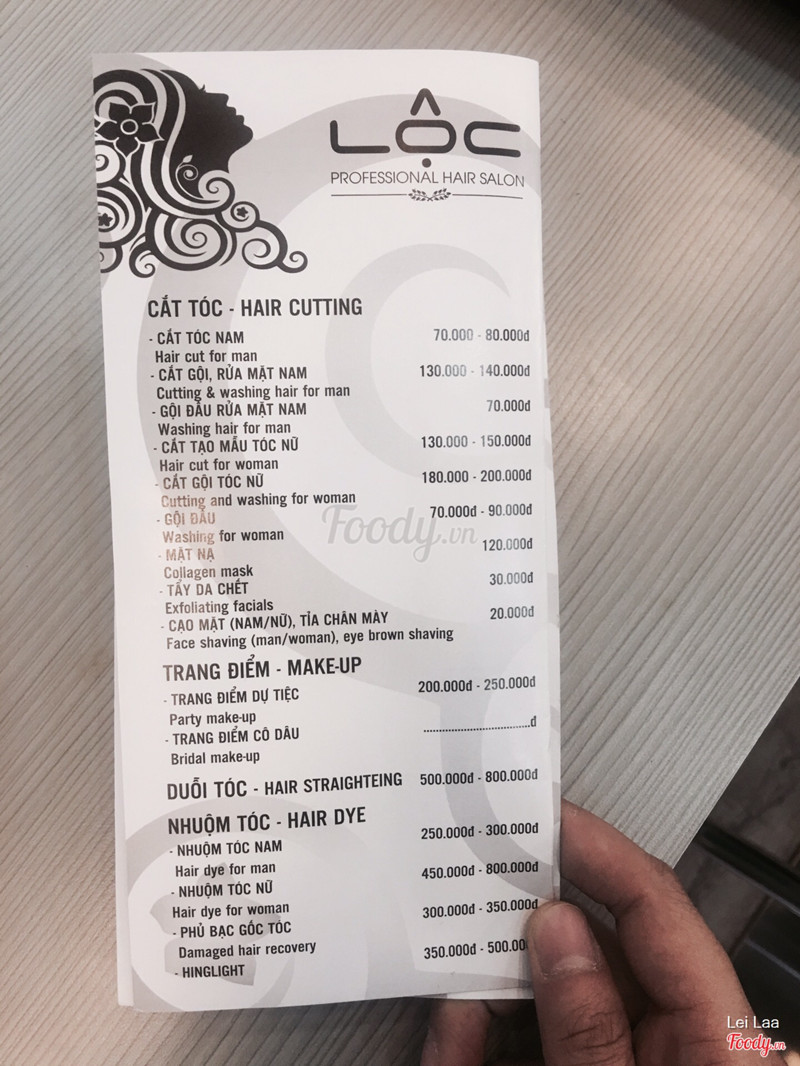 LỘC
PROFESSIONAL HAIR SALON
CẮT TÓC - HAIR CUTTING
- CẮT TÓC NAM 70.000 - 80.000đ
Hair cut for man
- CẮT GỘI, RỬA MẶT NAM 130.000 - 140.000đ
Cutting & washing hair for man
- GỘI ĐẦU RỬA MẶT NAM 70.000đ
Washing hair for man
- CẮT TẠO MẪU TÓC NỮ 130.000 - 150.000đ
Hair cut for woman
- CẮT GỘI TÓC NỮ 180.000 - 200.000đ
Cutting and washing for woman
- GỘI ĐẦU 70.000đ - 90.000đ
Washing for woman
- MẶT NẠ 120.000đ
Collagen mask
- TẨY DA CHẾT 30.000đ
Exfoliating facials
- CẠO MẶT (NAM/NỮ), TỈA CHÂN MÀY 20.000đ
Face shaving (man/woman), eye brown shaving
TRANG ĐIỂM - MAKE-UP
- TRANG ĐIỂM DỰ TIỆC 200.000đ - 250.000đ
Party make-up
- TRANG ĐIỂM CÔ DÂU ................................đ
Bridal make-up
DUỖI TÓC - HAIR STRAIGHTEING 500.000đ - 800.000đ
NHUỘM TÓC - HAIR DYE
- NHUỘM TÓC NAM 250.000đ - 300.000đ
Hair dye for man
- NHUỘM TÓC NỮ 450.000đ - 800.000đ
Hair dye for woman
- PHỦ BẠC GỐC TÓC 300.000đ - 350.000đ
Damaged hair recovery
- HINGLIGHT 350.000đ - 500.00
Foody.vn
Lei Laa
Foody.vn